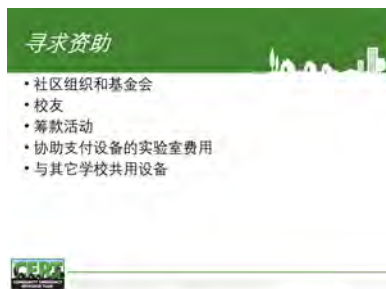 寻求资助
• 社区组织和基金会
• 校友
• 筹款活动
• 协助支付设备的实验室费用
• 与其它学校共用设备
CERT